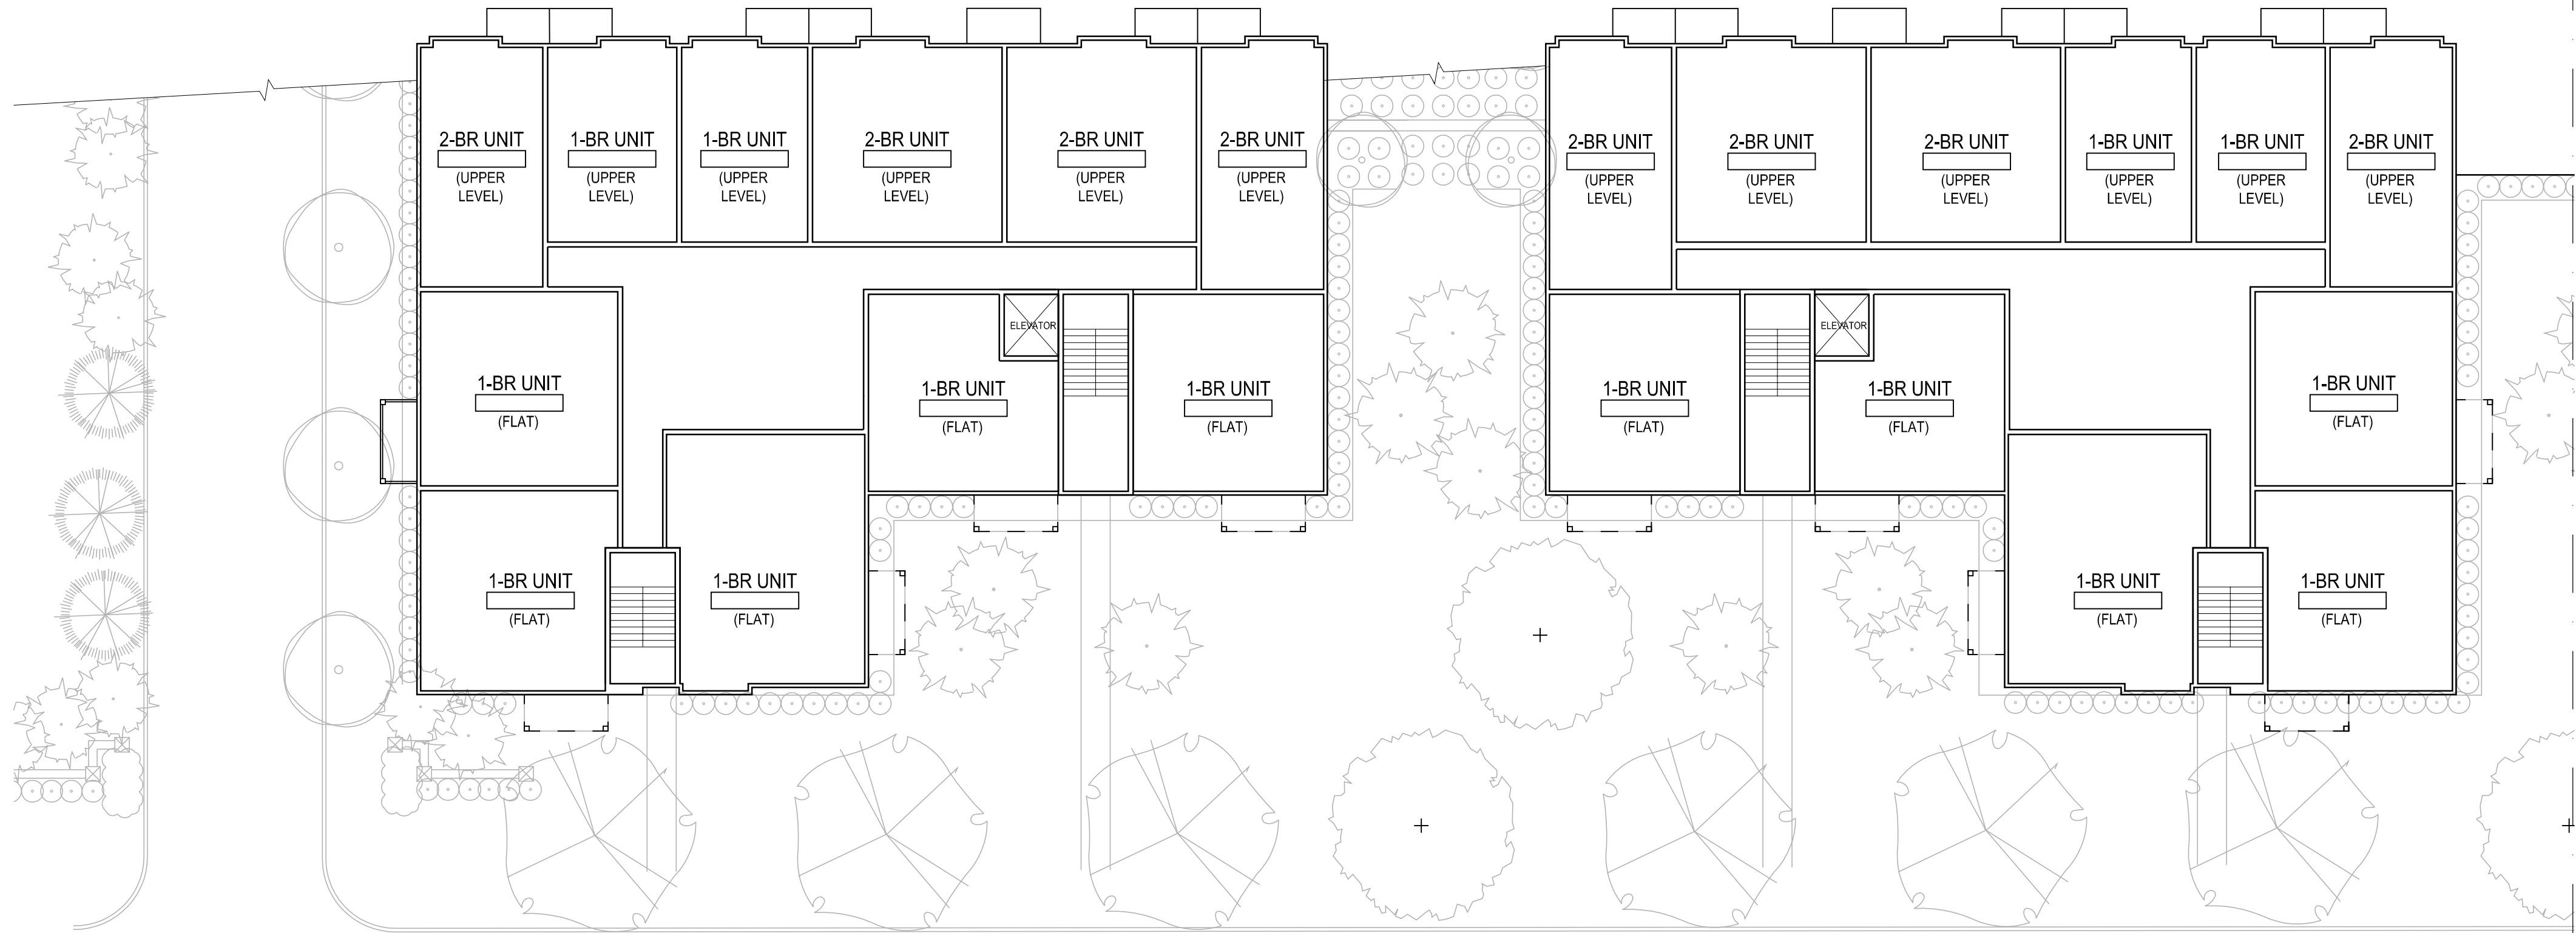 2-BR UNIT
(UPPER
LEVEL)
1-BR UNIT
(UPPER
LEVEL)
1-BR UNIT
(UPPER
LEVEL)
2-BR UNIT
(UPPER
LEVEL)
2-BR UNIT
(UPPER
LEVEL)
2-BR UNIT
(UPPER
LEVEL)
1-BR UNIT
(FLAT)
ELEVATOR
1-BR UNIT
(FLAT)
1-BR UNIT
(FLAT)
1-BR UNIT
(FLAT)
1-BR UNIT
(FLAT)
2-BR UNIT
(UPPER
LEVEL)
2-BR UNIT
(UPPER
LEVEL)
2-BR UNIT
(UPPER
LEVEL)
1-BR UNIT
(UPPER
LEVEL)
1-BR UNIT
(UPPER
LEVEL)
2-BR UNIT
(UPPER
LEVEL)
ELEVATOR
1-BR UNIT
(FLAT)
1-BR UNIT
(FLAT)
1-BR UNIT
(FLAT)
1-BR UNIT
(FLAT)
1-BR UNIT
(FLAT)